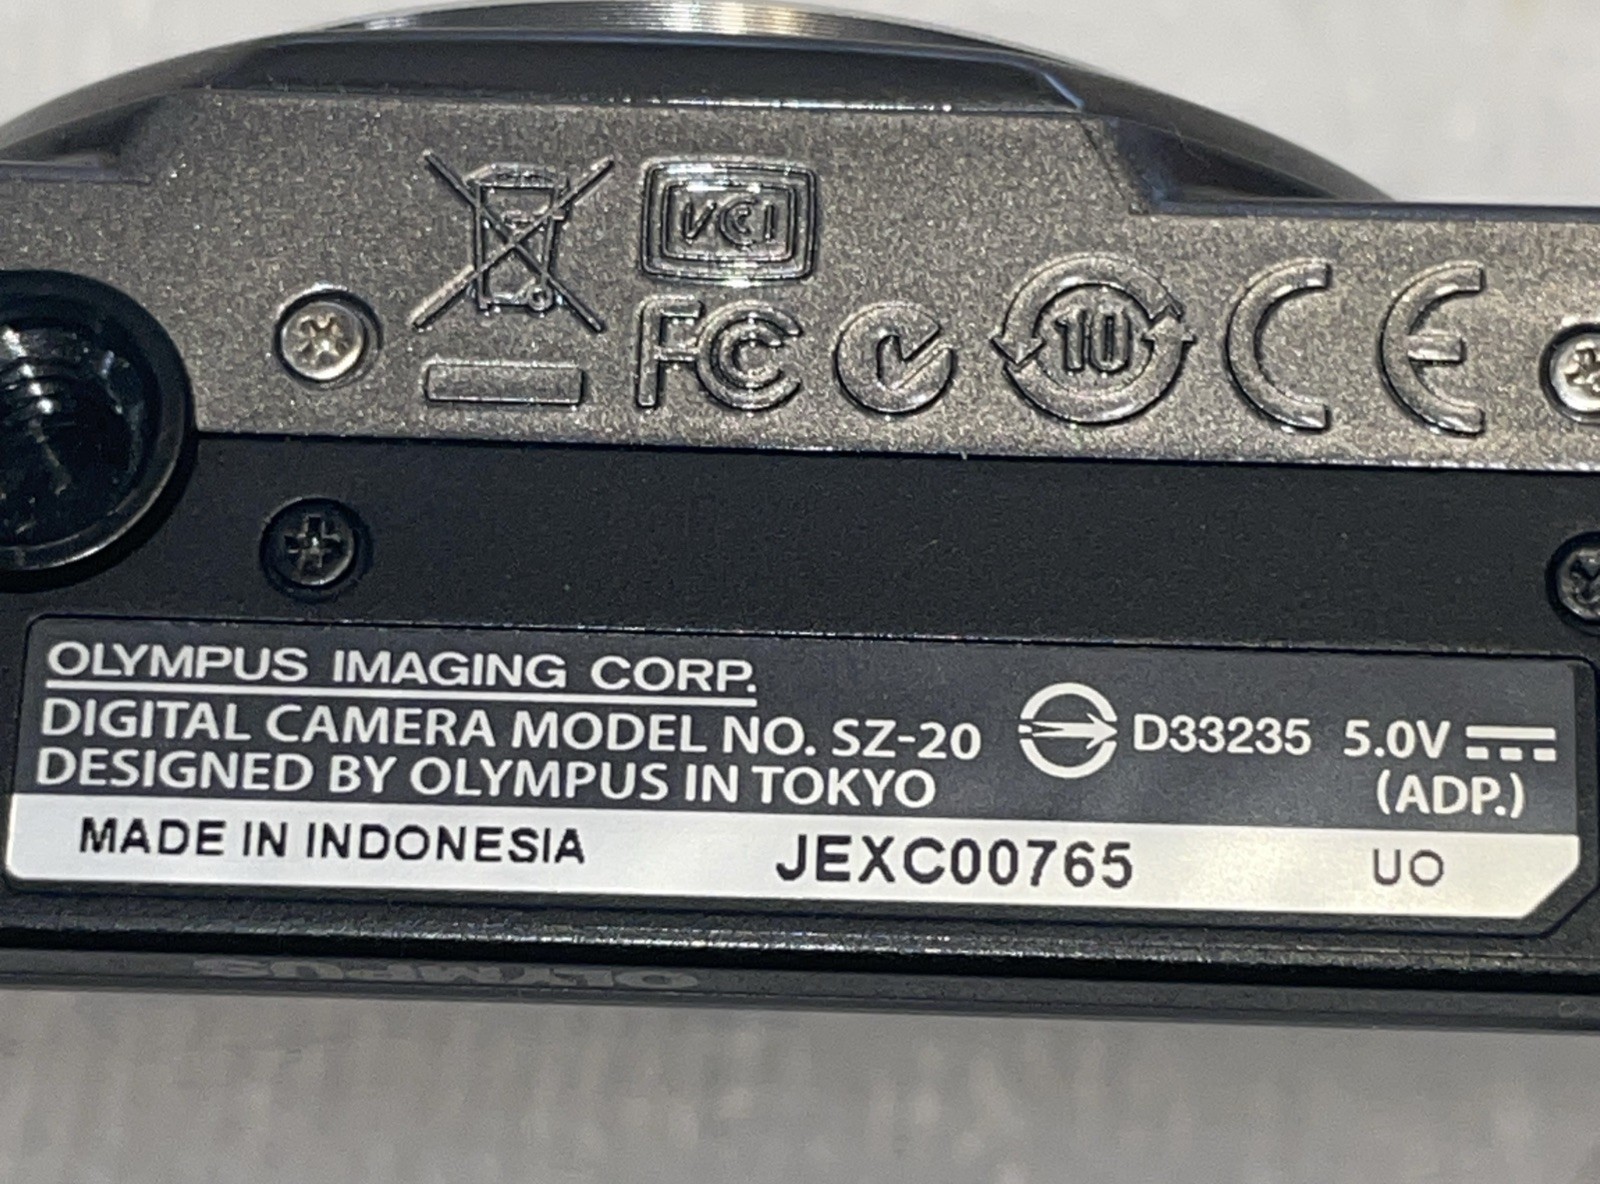 VCI
FC
10
CE
OLYMPUS IMAGING CORP.
DIGITAL CAMERA MODEL NO. SZ-20
D33235 5.0V
DESIGNED BY OLYMPUS IN TOKYO
(ADP.)
MADE IN INDONESIA JEXC00765 UO
OLYMPUS